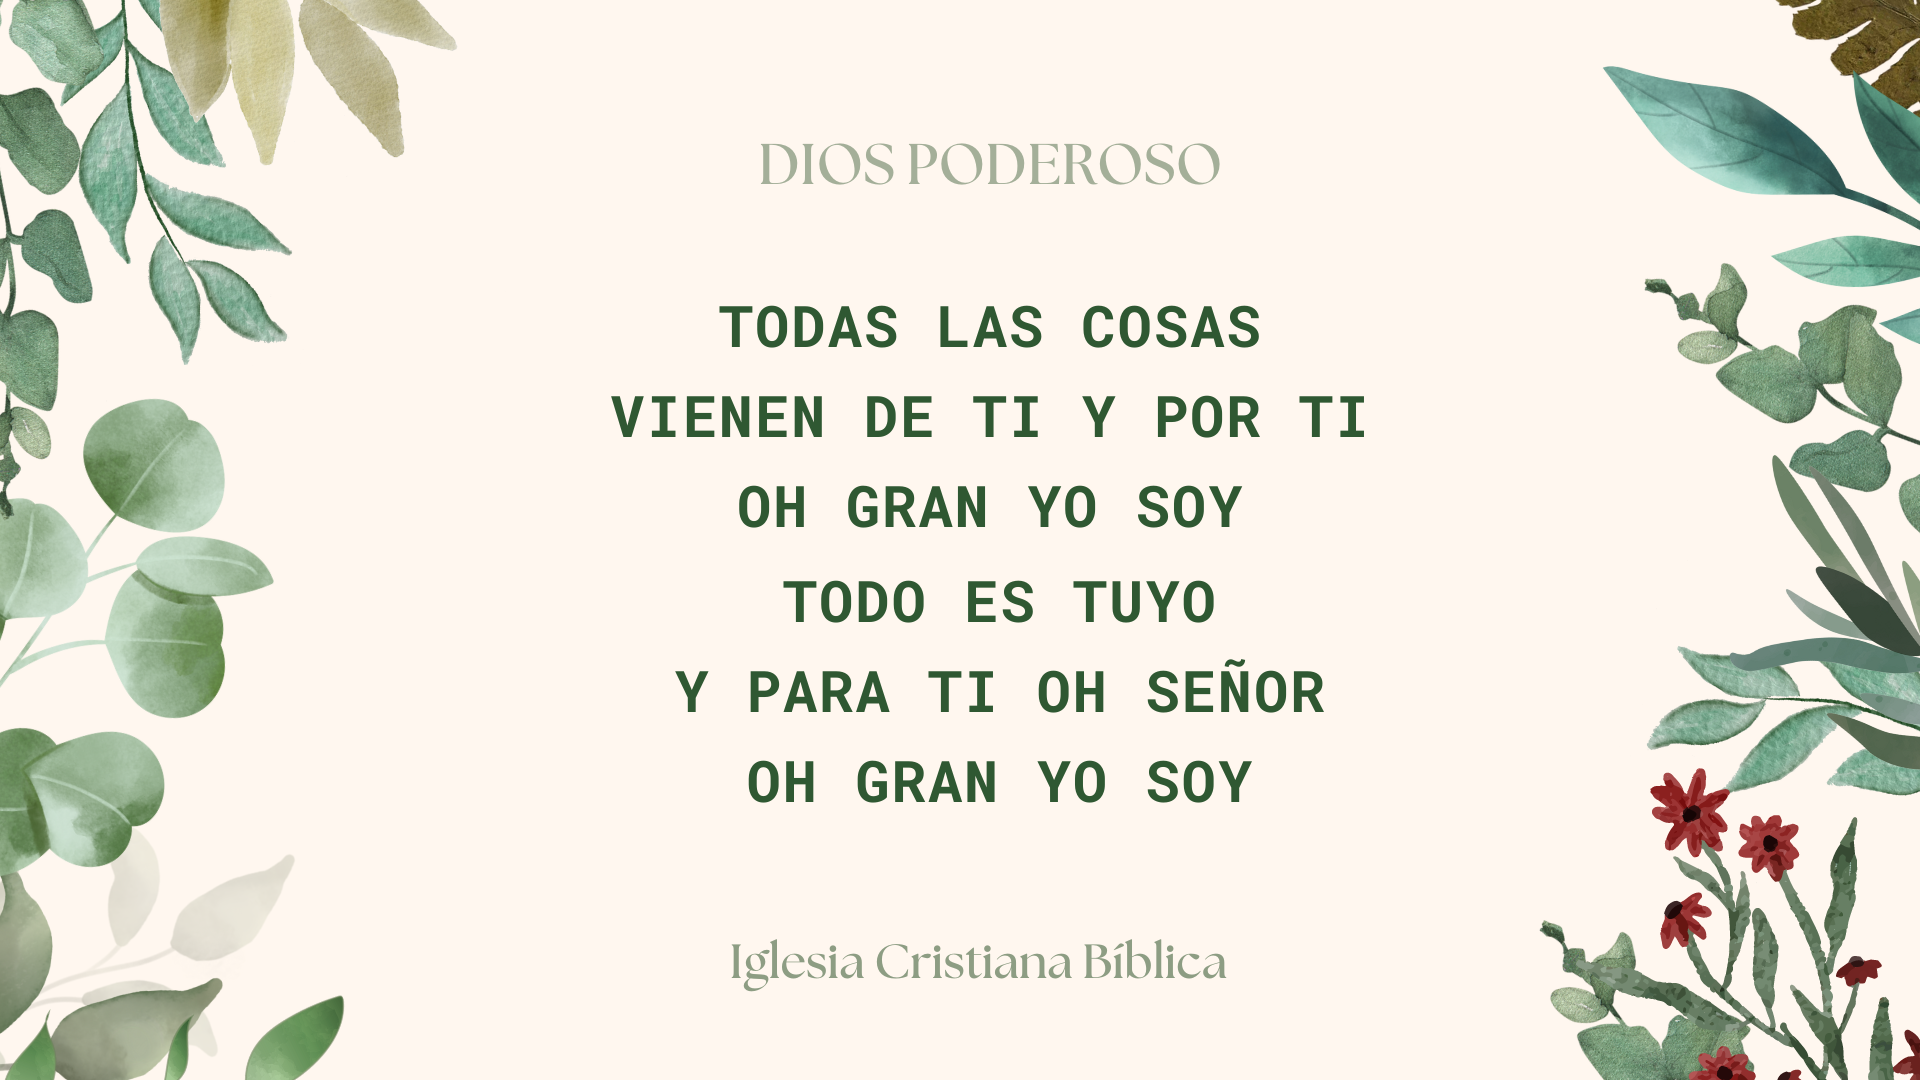 DIOS PODEROSO
TODAS LAS COSAS
VIENEN DE TI Y POR TI
OH GRAN YO SOY
TODO ES TUYO
Y PARA TI OH SEÑOR
OH GRAN YO SOY
Iglesia Cristiana Bíblica